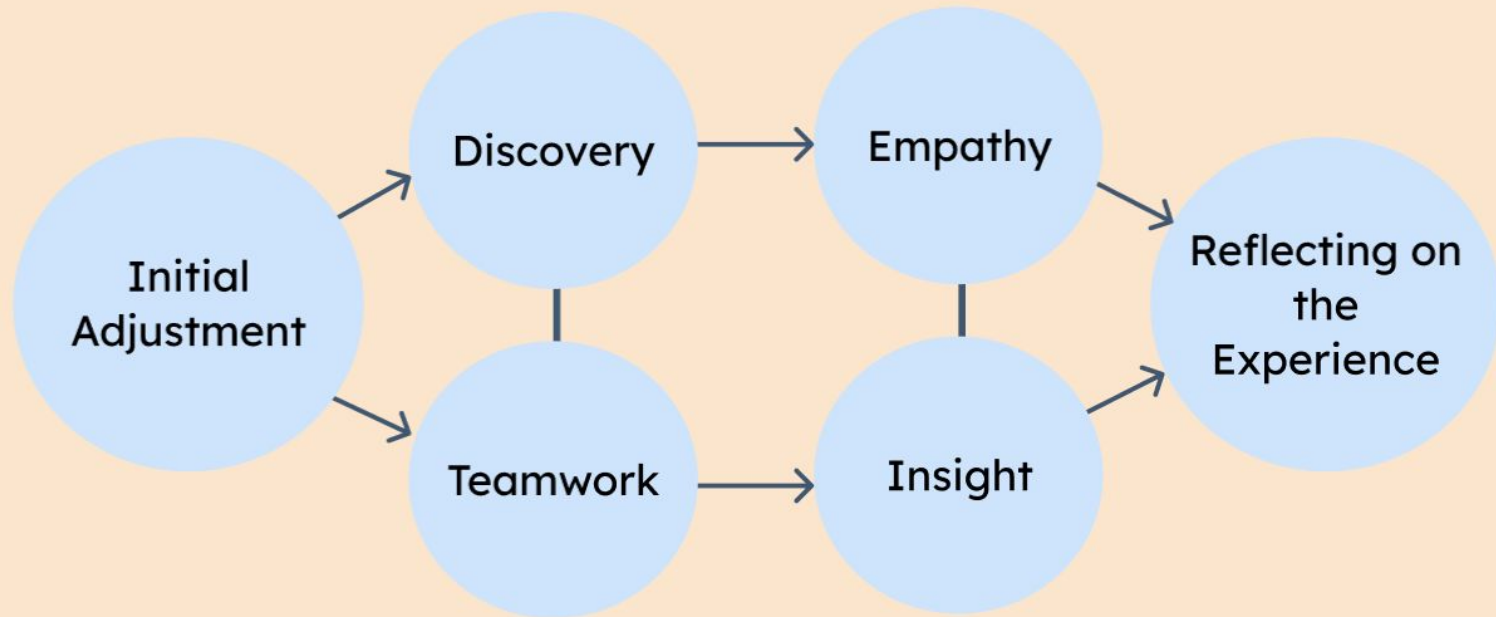 Initial
Adjustment
Discovery
Teamwork
Empathy
Insight
Reflecting on
the
Experience